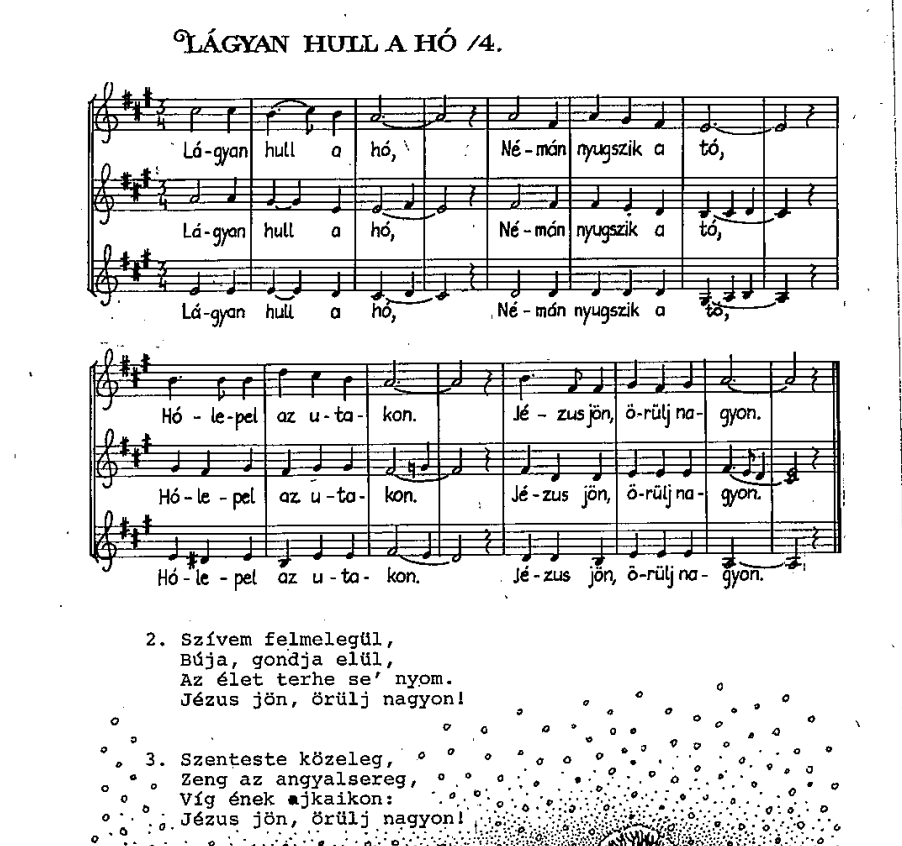 LÁGYAN HULL A HÓ /4.
Lá-gyan hull a hó, Né-mán nyugszik a tó,
Lá-gyan hull a hó, Né-mán nyugszik a tó,
Lá-gyan hull a hó, Né-mán nyugszik a tó,
Hó-le-pel az u-ta-kon. Jé-zus jön, ö-rülj na-gyon.
Hó-le-pel az u-ta-kon. Jé-zus jön, ö-rülj na-gyon.
Hó-le-pel az u-ta-kon. Jé-zus jön, ö-rülj na-gyon.
2. Szívem felmelegül,
Búja, gondja elül,
Az élet terhe se' nyom.
Jézus jön, örülj nagyon!
3. Szenteste közeleg,
Zeng az angyalsereg,
Víg ének ajkaikon:
Jézus jön, örülj nagyon!